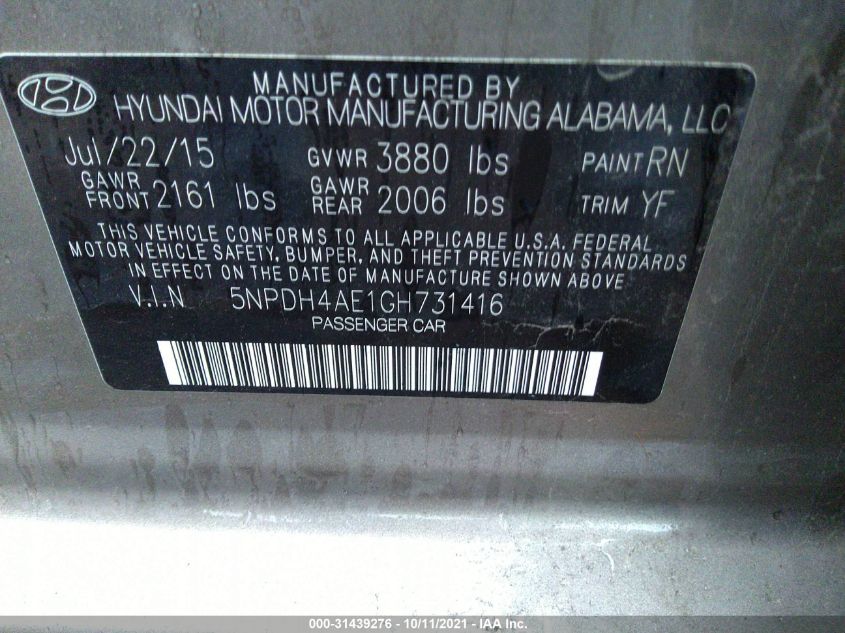 MANUFACTURED BY
HYUNDAI MOTOR MANUFACTURING ALABAMA, LLC
Jul/22/15 GVWR 3880 lbs PAINT RN
GAWR FRONT 2161 lbs GAWR REAR 2006 lbs TRIM YF
THIS VEHICLE CONFORMS TO ALL APPLICABLE U.S.A. FEDERAL
MOTOR VEHICLE SAFETY, BUMPER, AND THEFT PREVENTION STANDARDS
IN EFFECT ON THE DATE OF MANUFACTURE SHOWN ABOVE.
V.I.N 5NPDH4AE1GH731416
PASSENGER CAR
000-31439276 - 10/11/2021 - IAA Inc.